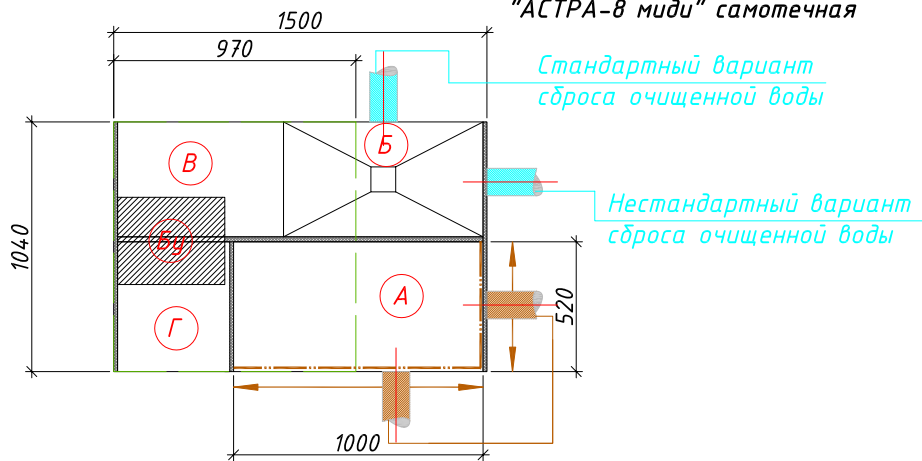 "АСТРА-8 миди" самотечная
1500
970
Стандартный вариант
сброса очищенной воды
Б
В
Нестандартный вариант
сброса очищенной воды
1040
Бу
А
520
Г
1000